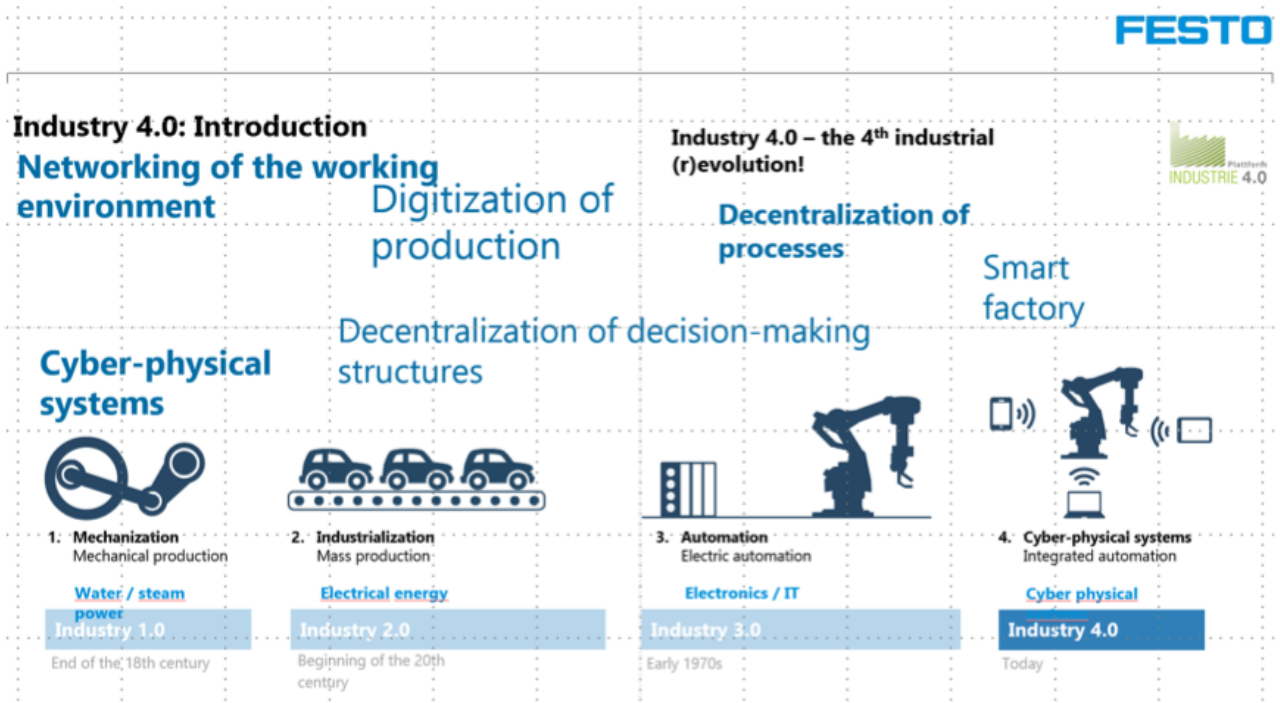 FESTO
Industry 4.0: Introduction
Networking of the working
environment
Digitization of
production
Industry 4.0 – the 4th industrial
(r)evolution!
Plattform
INDUSTRIE 4.0
Decentralization of
processes
Smart
factory
Decentralization of decision-making
structures
Cyber-physical
systems
1. Mechanization
Mechanical production
2. Industrialization
Mass production
3. Automation
Electric automation
4. Cyber-physical systems
Integrated automation
Water / steam
power
Electrical energy
Electronics / IT
Cyber physical
Industry 1.0
Industry 2.0
Industry 3.0
Industry 4.0
End of the 18th century
Beginning of the 20th
century
Early 1970s
Today